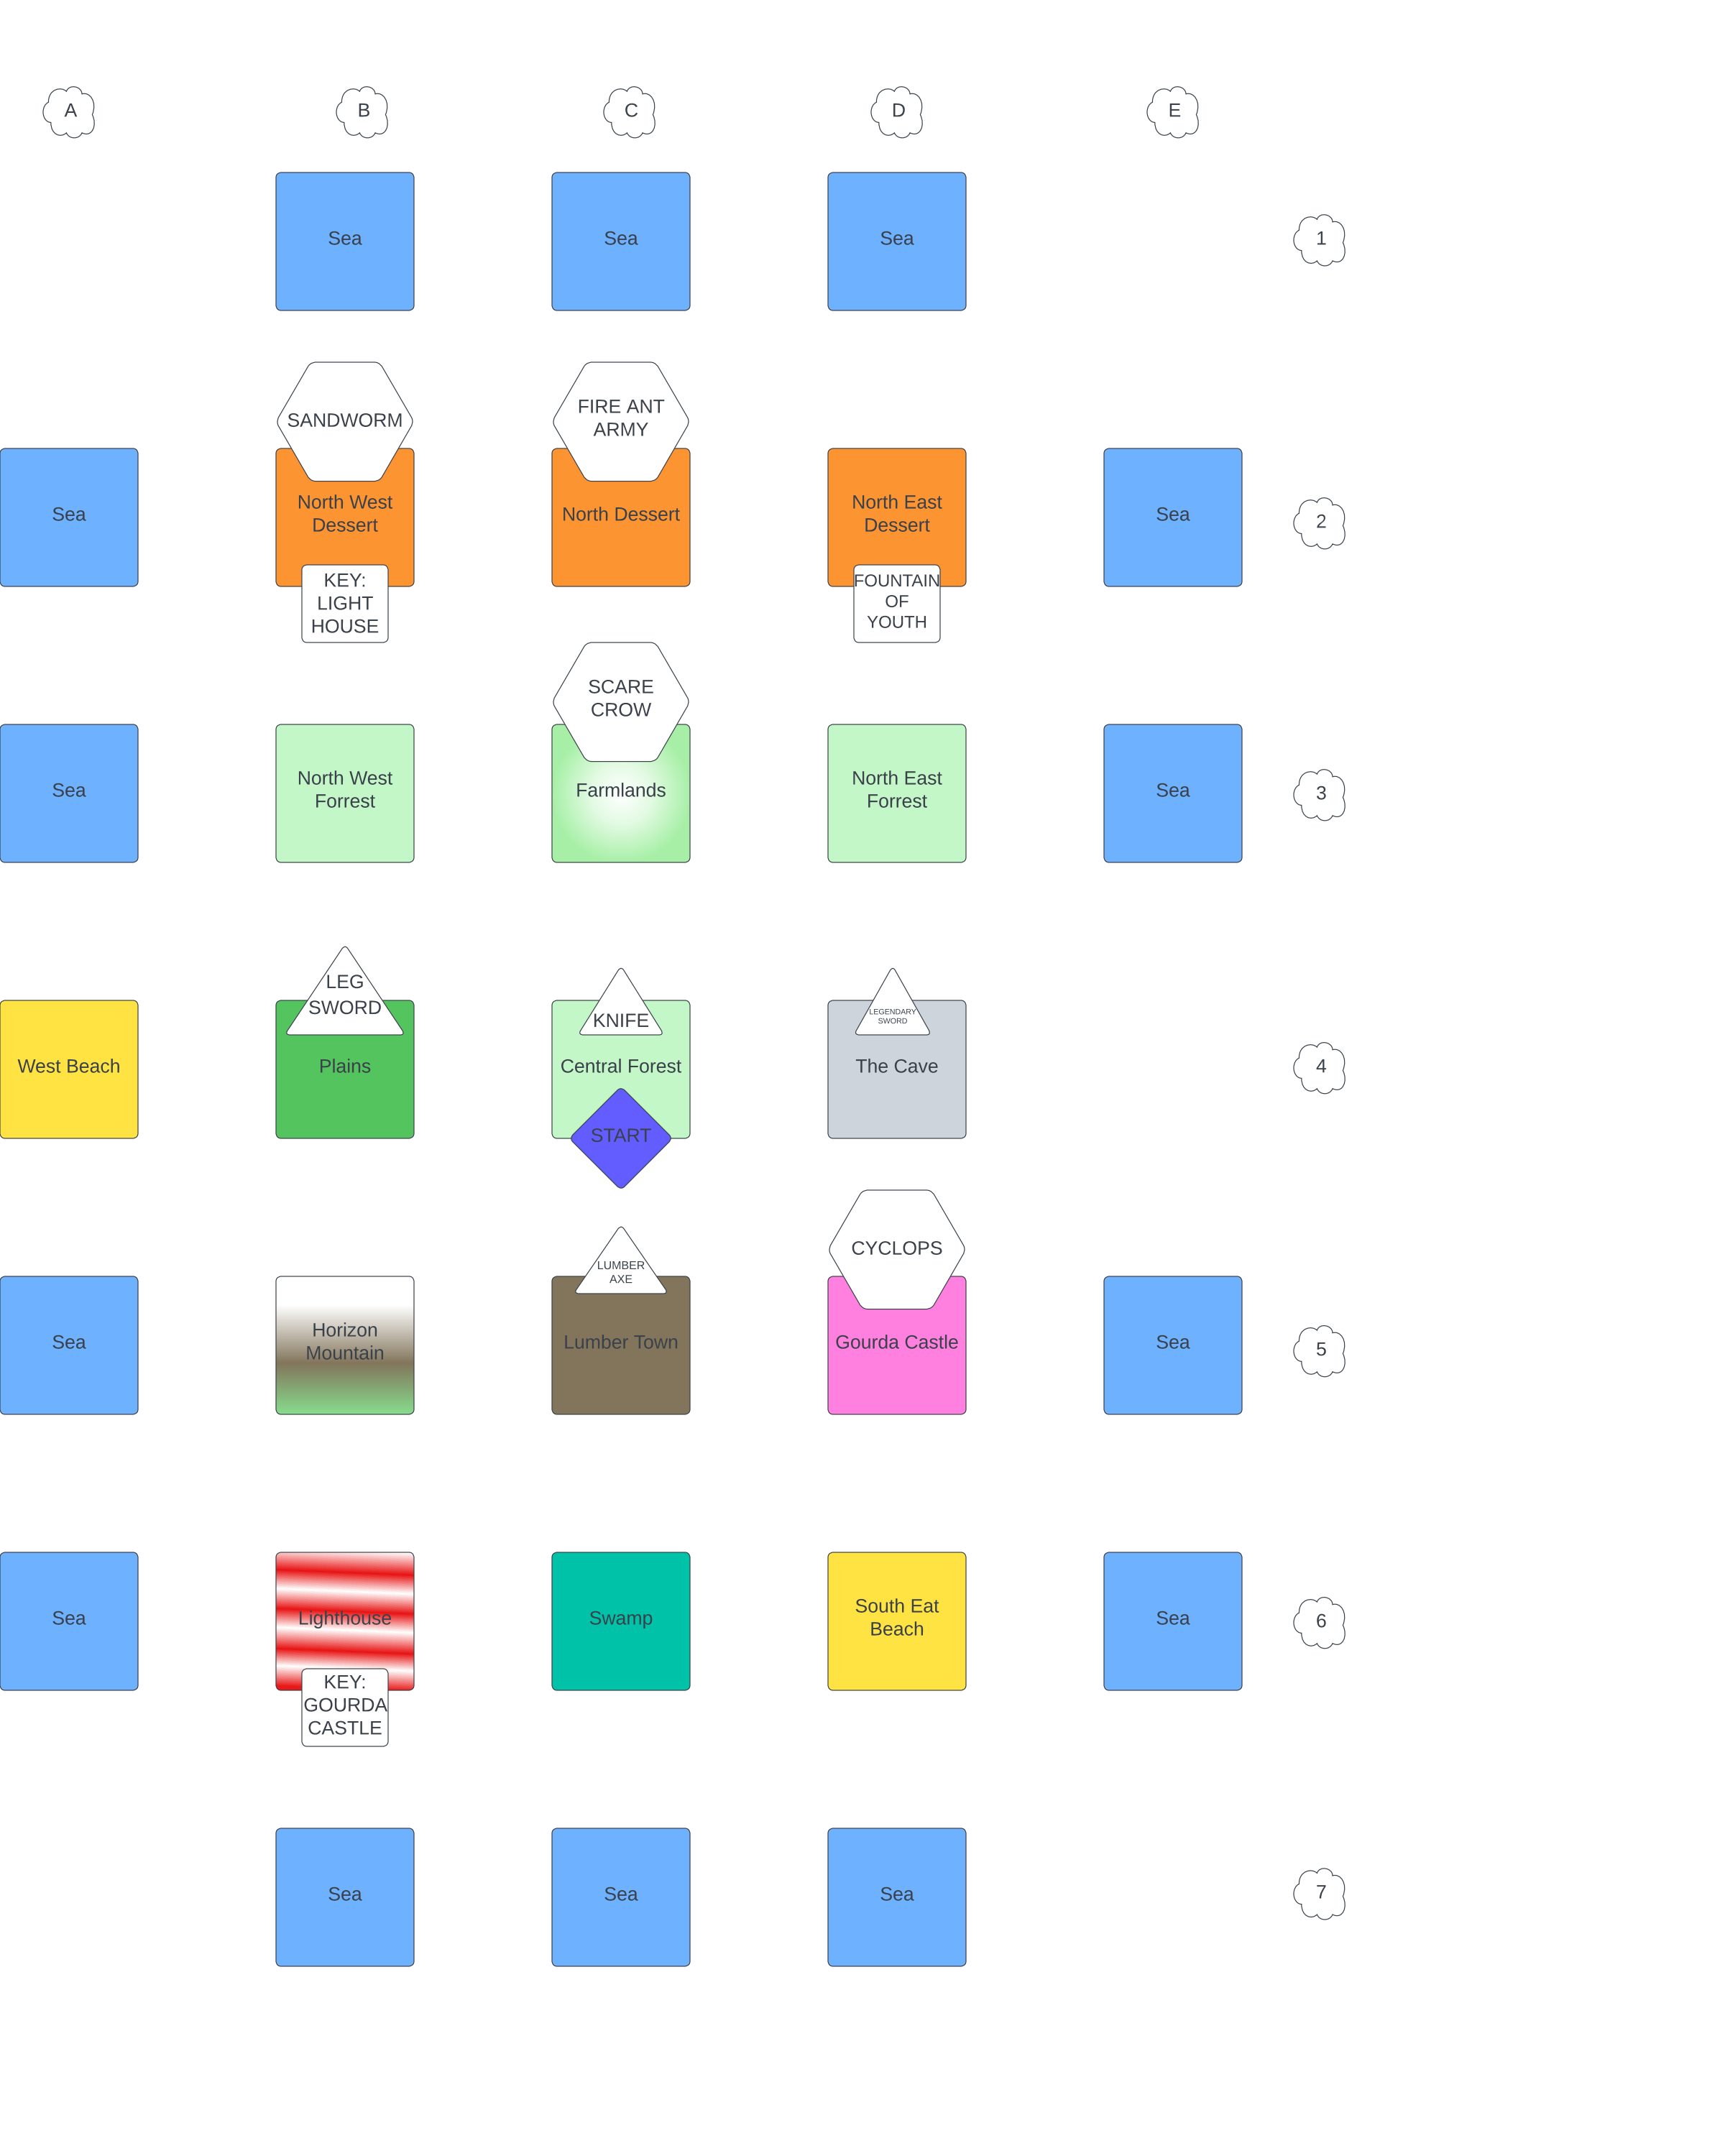 A
B
C
D
E
Sea
Sea
Sea
1
SANDWORM
FIRE ANT
ARMY
Sea
North West
Dessert
North Dessert
North East
Dessert
Sea
2
KEY:
LIGHT
HOUSE
FOUNTAIN
OF
YOUTH
SCARE
CROW
Sea
North West
Forrest
Farmlands
North East
Forrest
Sea
3
LEG
SWORD
KNIFE
LEGENDARY
SWORD
West Beach
Plains
Central Forest
The Cave
4
START
CYCLOPS
LUMBER
AXE
Sea
Horizon
Mountain
Lumber Town
Gourda Castle
Sea
5
Sea
Lighthouse
Swamp
South Eat
Beach
Sea
6
KEY:
GOURDA
CASTLE
Sea
Sea
Sea
7